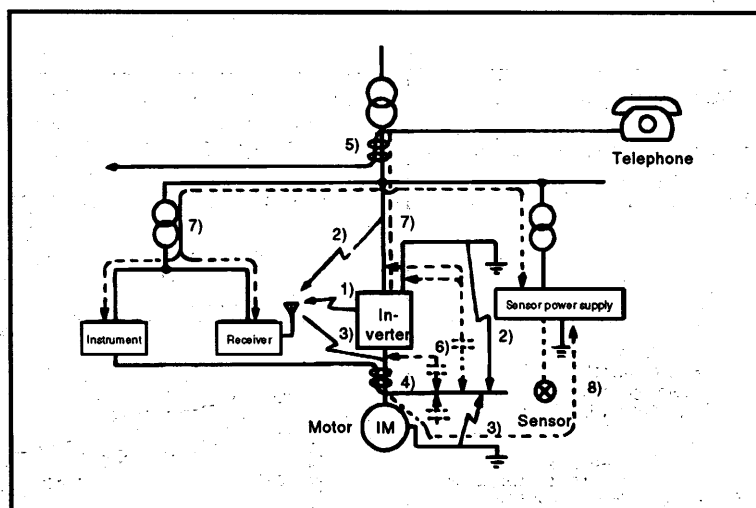 5)
Telephone
7)
2)
7)
1)
In-
verter
Sensor power supply
Instrument
Receiver
3)
6)
2)
4)
8)
Motor
IM
3)
Sensor